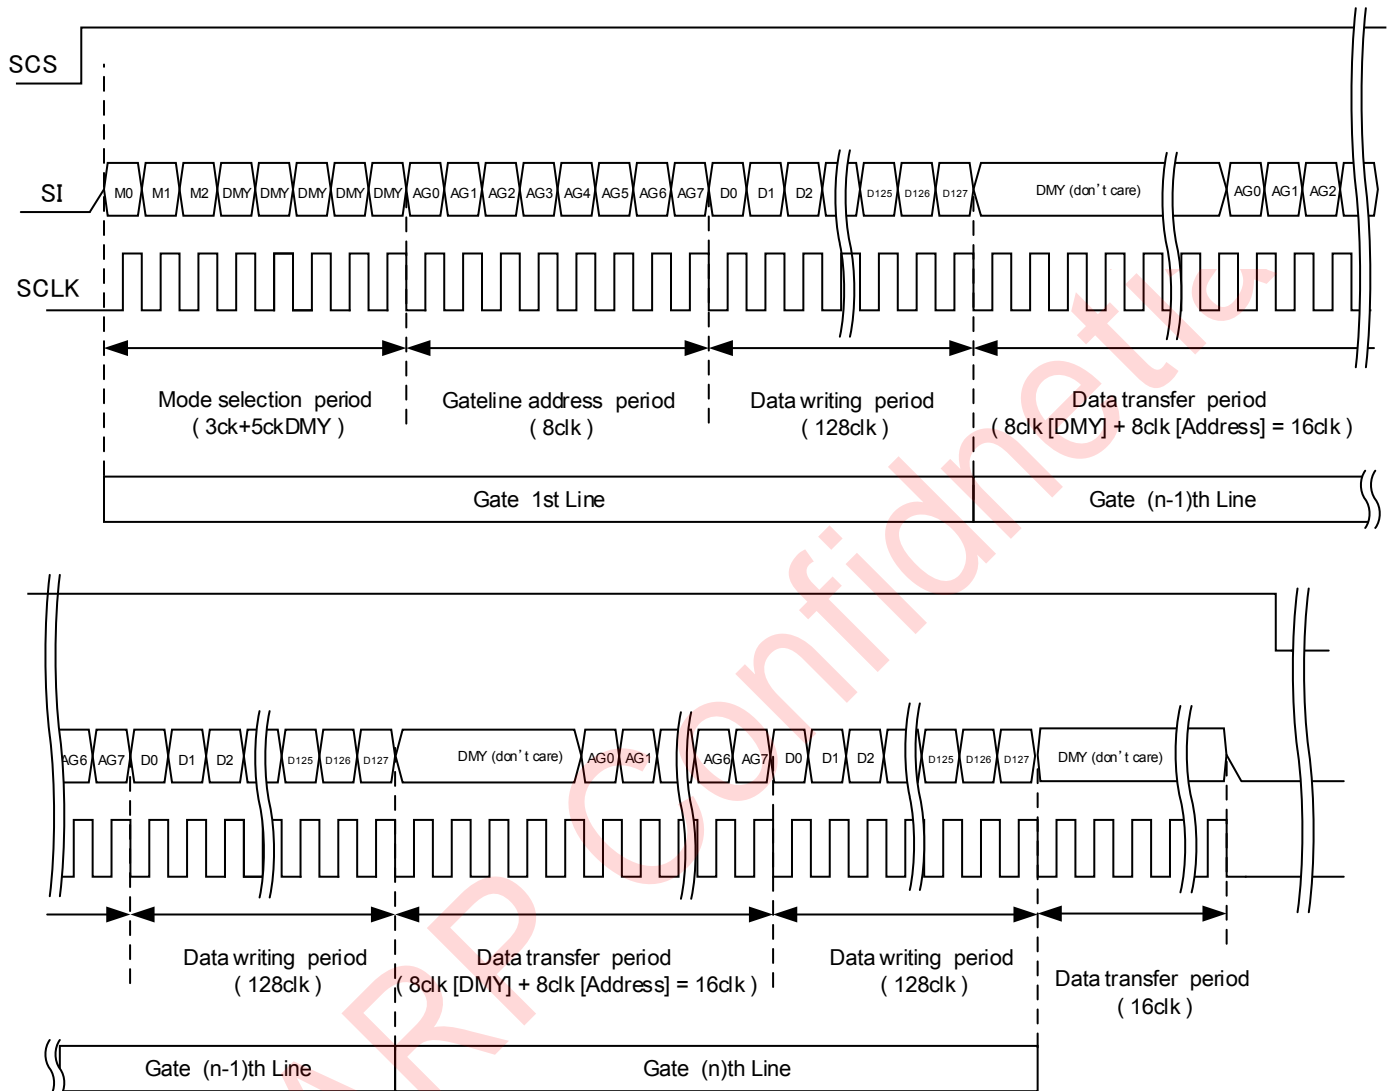 SCS
SI
M0 M1 M2 DMY DMY DMY DMY DMY AG0 AG1 AG2 AG3 AG4 AG5 AG6 AG7 D0 D1 D2 D125 D126 D127 DMY (don't care) AG0 AG1 AG2
SCLK
Mode selection period
( 3ck+5ckDMY )
Gateline address period
( 8clk )
Data writing period
( 128clk )
Data transfer period
( 8clk [DMY] + 8clk [Address] = 16clk )
Gate 1st Line
Gate (n-1)th Line
AG6 AG7 D0 D1 D2 D125 D126 D127 DMY (don't care) AG0 AG1 AG6 AG7 D0 D1 D2 D125 D126 D127 DMY (don't care)
Data writing period
( 128clk )
Data transfer period
( 8clk [DMY] + 8clk [Address] = 16clk )
Data writing period
( 128clk )
Data transfer period
( 16clk )
Gate (n-1)th Line
Gate (n)th Line
ARP Confidnetia